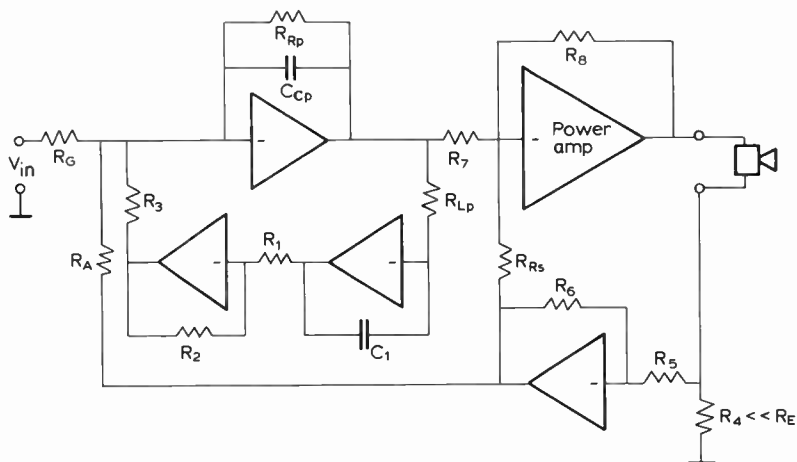 R_Rp
C_Cp
R_8
-
-
Power
amp
R_G
R_7
V_in
R_3
R_Lp
R_A
-
R_1
-
R_Rs
R_6
R_2
C_1
-
R_5
R_4 << R_E